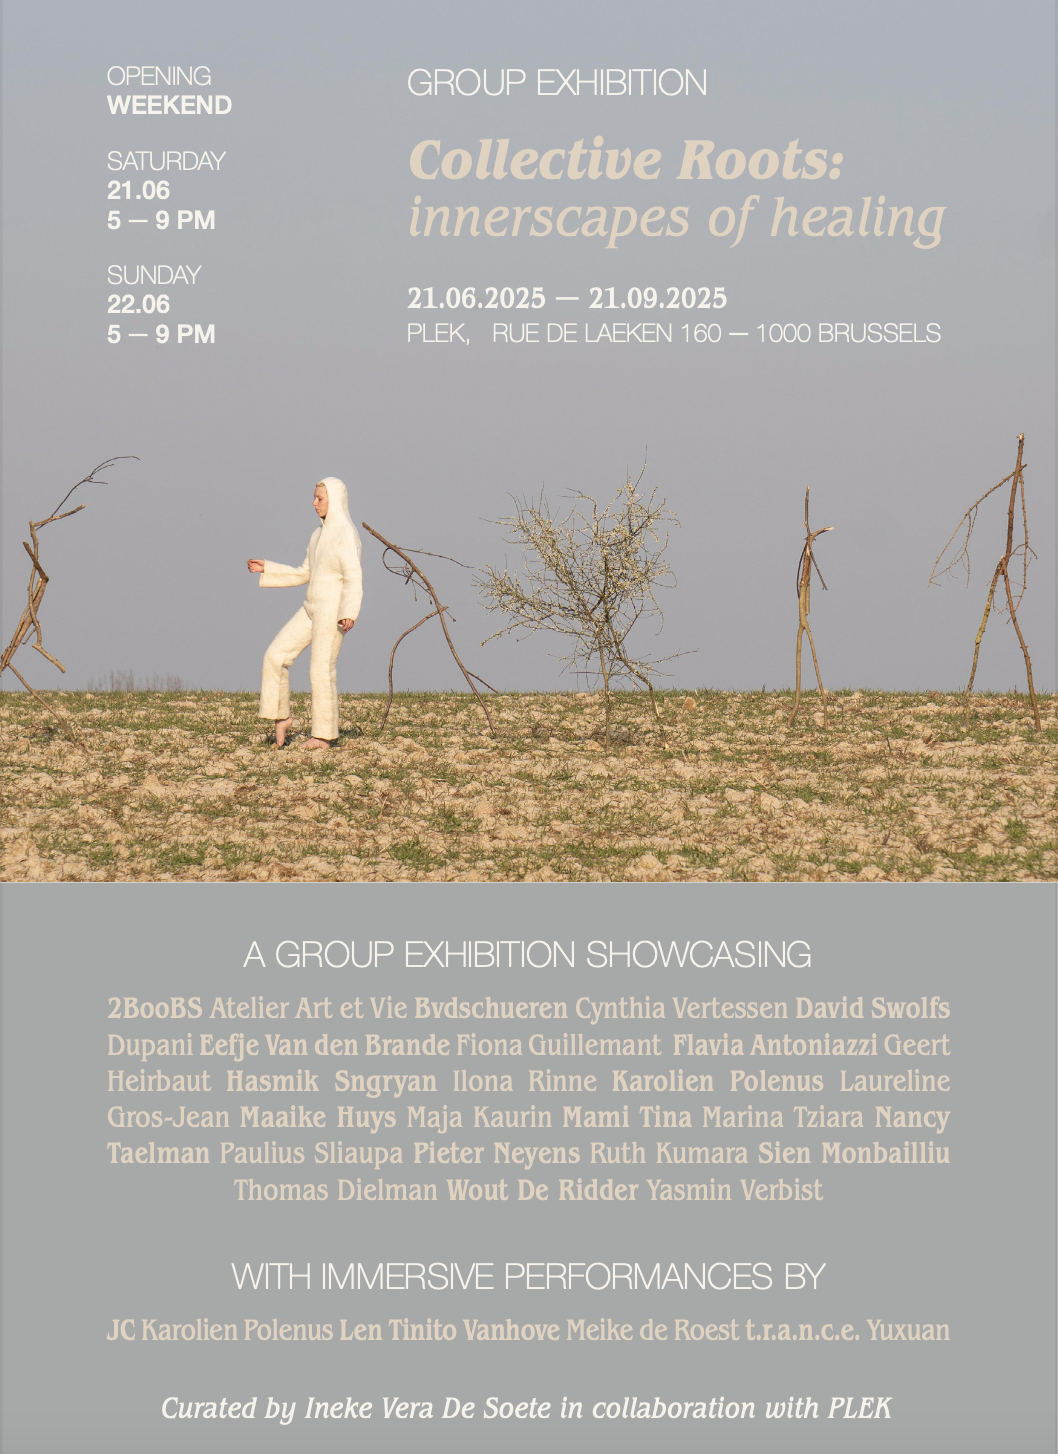 OPENING
WEEKEND
SATURDAY
21.06
5 — 9 PM
SUNDAY
22.06
5 — 9 PM
GROUP EXHIBITION
Collective Roots:
innerscapes of healing
21.06.2025 — 21.09.2025
PLEK, RUE DE LAEKEN 160 — 1000 BRUSSELS
A GROUP EXHIBITION SHOWCASING
2BooBS Atelier Art et Vie Bvdschueren Cynthia Vertessen David Swolfs
Dupani Eefje Van den Brande Fiona Guillemant Flavia Antoniazzi Geert
Heirbaut Hasmik Sngryan Ilona Rinne Karolien Polenus Laureline
Gros-Jean Maaike Huys Maja Kaurin Mami Tina Marina Tziara Nancy
Taelman Paulius Sliaupa Pieter Neyens Ruth Kumara Sien Monbailliu
Thomas Dielman Wout De Ridder Yasmin Verbist
WITH IMMERSIVE PERFORMANCES BY
JC Karolien Polenus Len Tinito Vanhove Meike de Roest t.r.a.n.c.e. Yuxuan
Curated by Ineke Vera De Soete in collaboration with PLEK